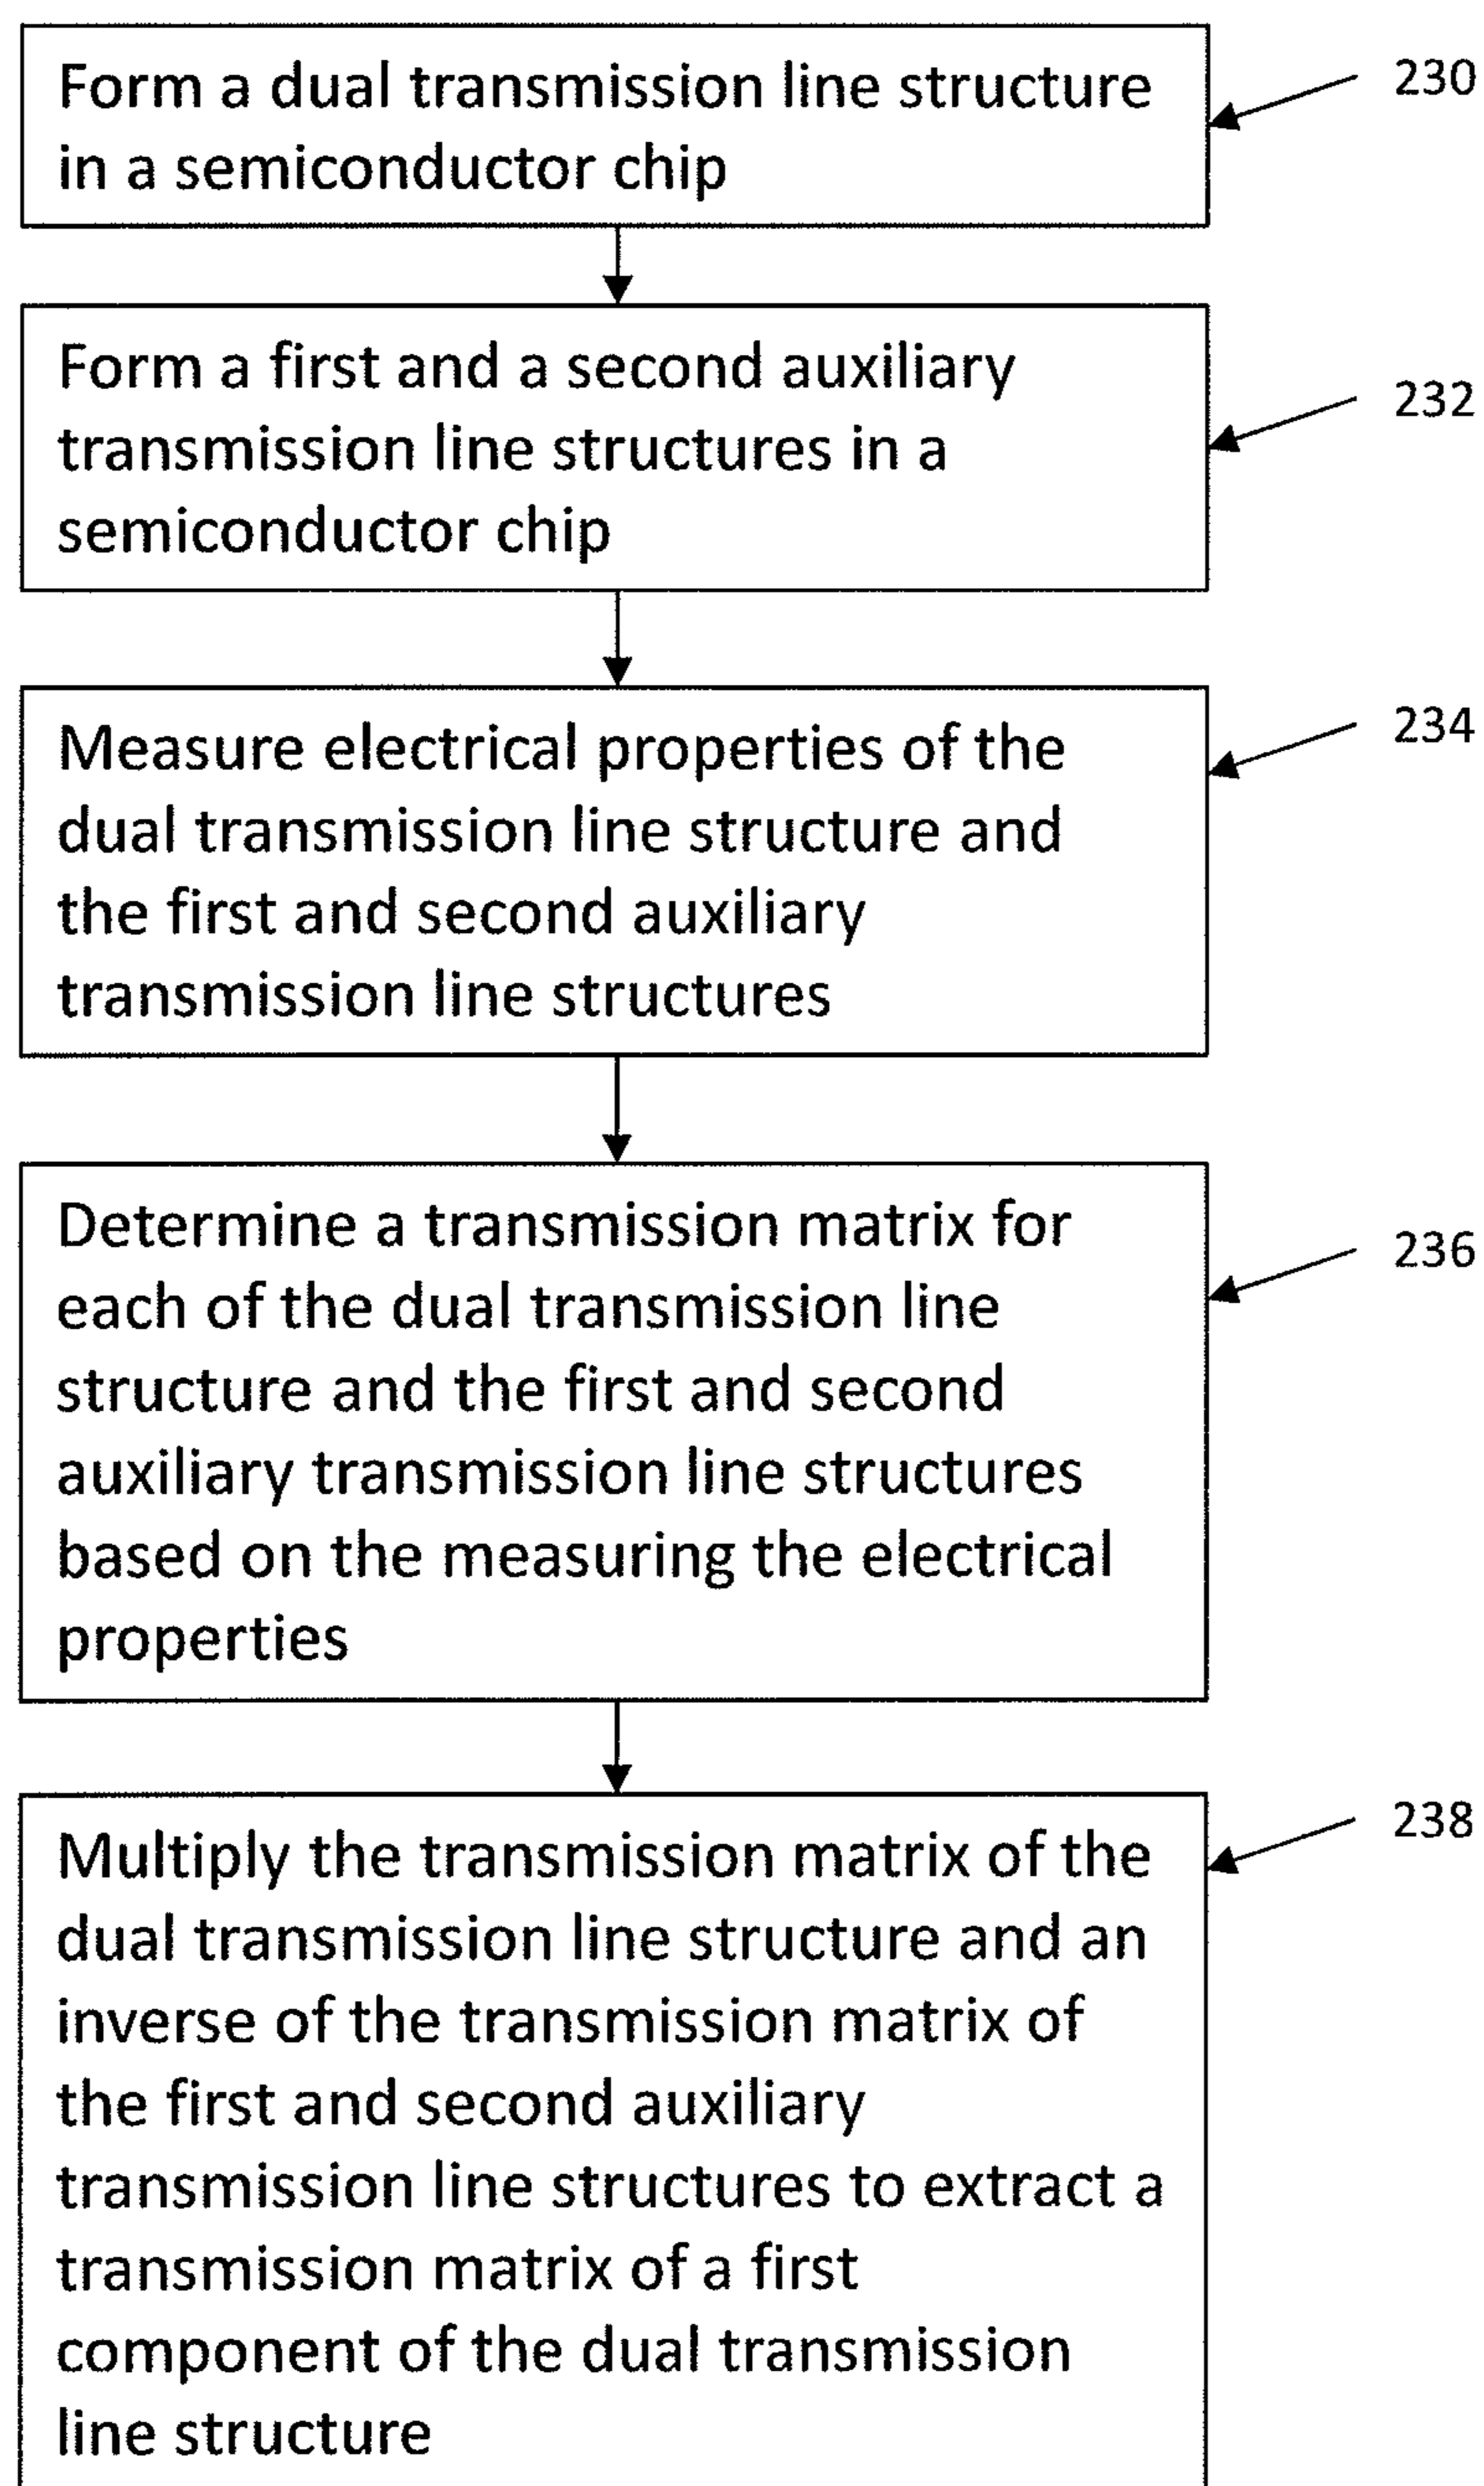 Form a dual transmission line structure
in a semiconductor chip
230
Form a first and a second auxiliary
transmission line structures in a
semiconductor chip
232
Measure electrical properties of the
dual transmission line structure and
the first and second auxiliary
transmission line structures
234
Determine a transmission matrix for
each of the dual transmission line
structure and the first and second
auxiliary transmission line structures
based on the measuring the electrical
properties
236
Multiply the transmission matrix of the
dual transmission line structure and an
inverse of the transmission matrix of
the first and second auxiliary
transmission line structures to extract a
transmission matrix of a first
component of the dual transmission
line structure
238